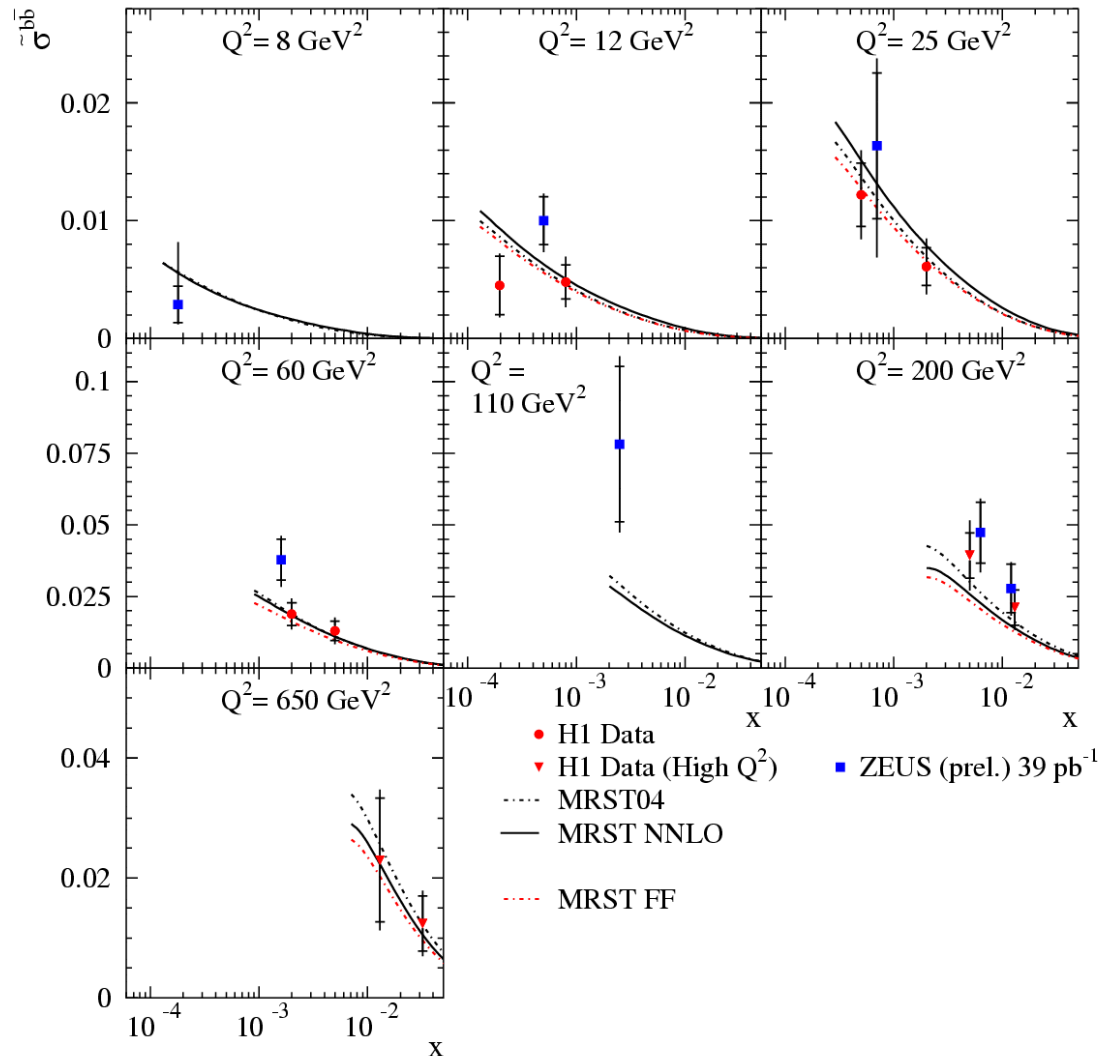 σ̃^bb̄
Q²= 8 GeV²
Q²= 12 GeV²
Q²= 25 GeV²
0.02
0.01
0
Q²= 60 GeV²
Q² =
110 GeV²
Q²= 200 GeV²
0.1
0.075
0.05
0.025
0
10⁻⁴ 10⁻³ 10⁻²
x
10⁻⁴ 10⁻³ 10⁻²
x
Q²= 650 GeV²
0.04
0.02
0
10⁻⁴ 10⁻³ 10⁻²
x
H1 Data
H1 Data (High Q²)
ZEUS (prel.) 39 pb⁻¹
MRST04
MRST NNLO
MRST FF